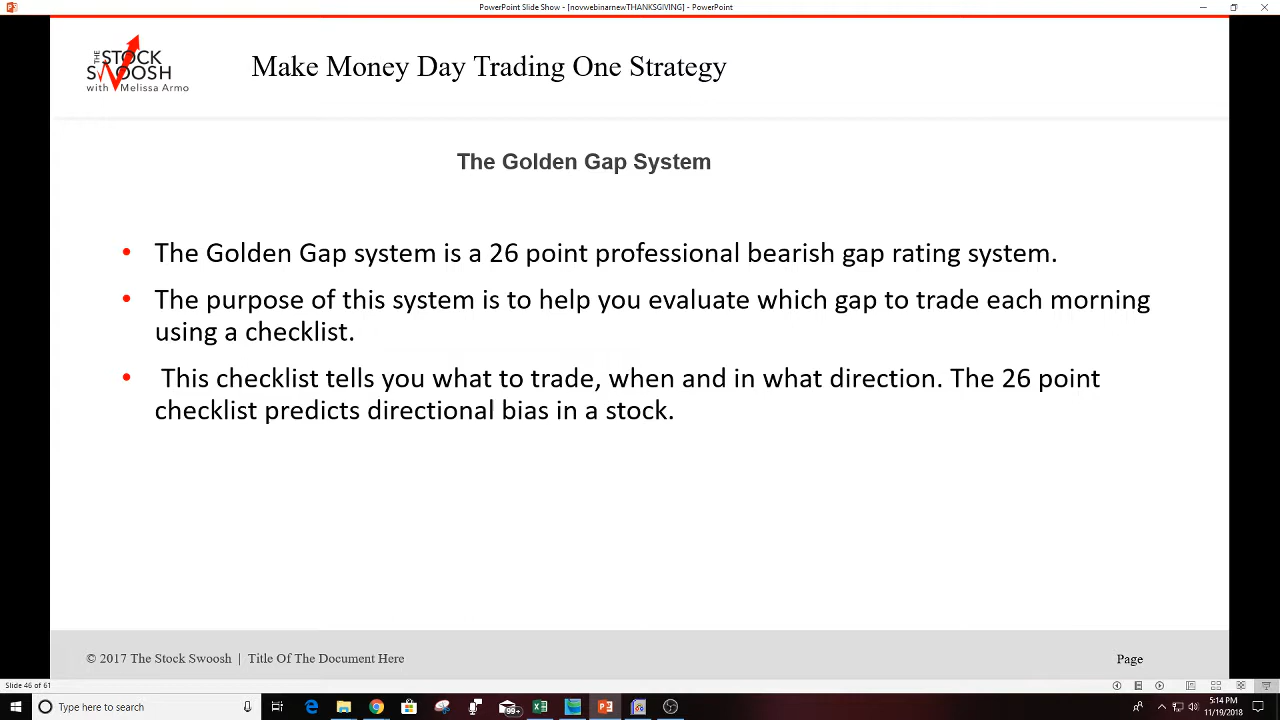 PowerPoint Slide Show - [novwebinarnewTHANKSGIVING] - PowerPoint
THE STOCK
SWOOSH
with Melissa Armo
Make Money Day Trading One Strategy
The Golden Gap System
• The Golden Gap system is a 26 point professional bearish gap rating system.
• The purpose of this system is to help you evaluate which gap to trade each morning
using a checklist.
• This checklist tells you what to trade, when and in what direction. The 26 point
checklist predicts directional bias in a stock.
© 2017 The Stock Swoosh | Title Of The Document Here
Page
Slide 46 of 61
Type here to search
99+
5:14 PM
11/19/2018